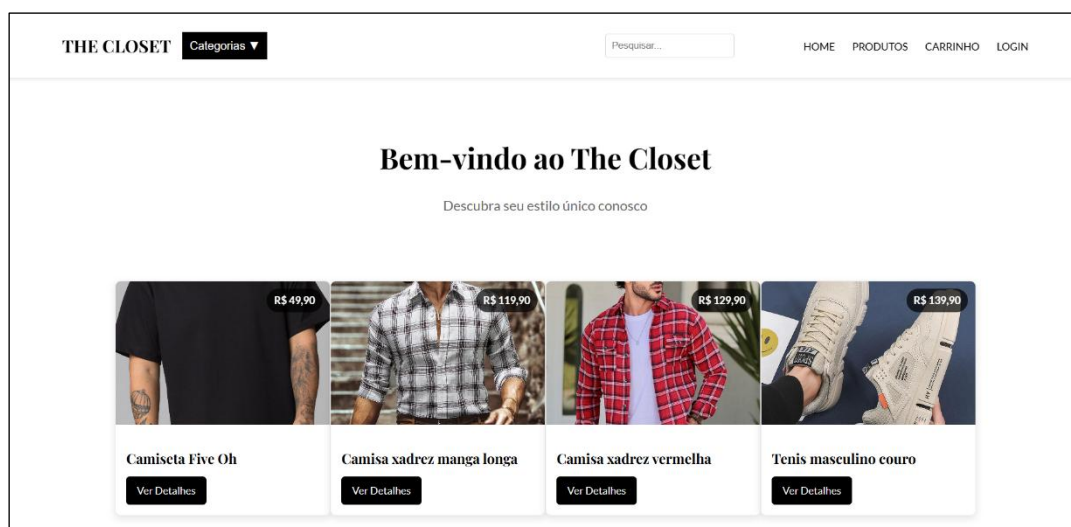 THE CLOSET Categorias ▼ Pesquisar... HOME PRODUTOS CARRINHO LOGIN
Bem-vindo ao The Closet
Descubra seu estilo único conosco
R$ 49,90 R$ 119,90 R$ 129,90 R$ 139,90
Camiseta Five Oh Camisa xadrez manga longa Camisa xadrez vermelha Tenis masculino couro
Ver Detalhes Ver Detalhes Ver Detalhes Ver Detalhes